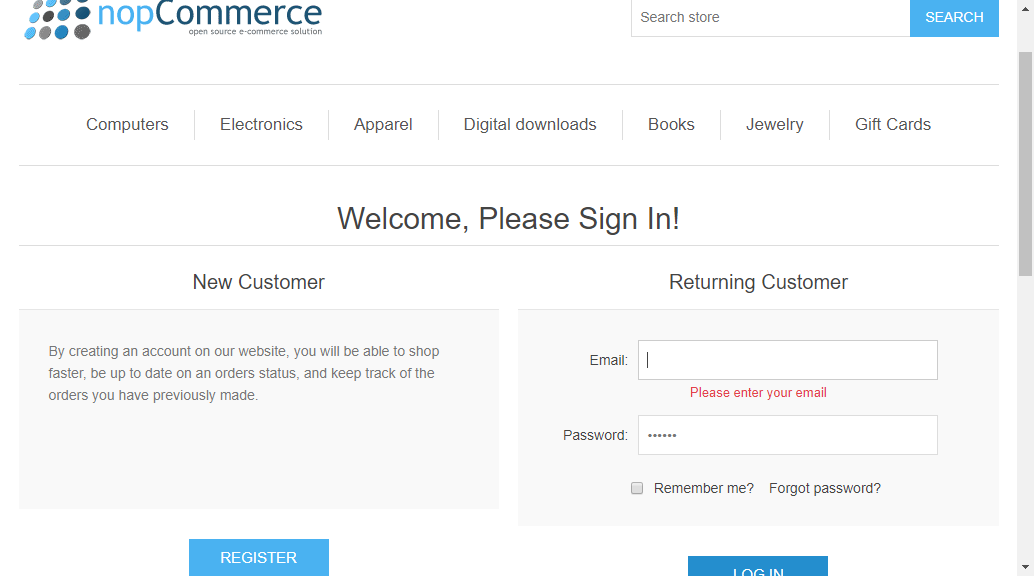 nopCommerce
open source e-commerce solution
Search store
SEARCH
Computers
Electronics
Apparel
Digital downloads
Books
Jewelry
Gift Cards
Welcome, Please Sign In!
New Customer
By creating an account on our website, you will be able to shop
faster, be up to date on an orders status, and keep track of the
orders you have previously made.
REGISTER
Returning Customer
Email:
Please enter your email
Password:
••••••
Remember me?
Forgot password?
LOG IN